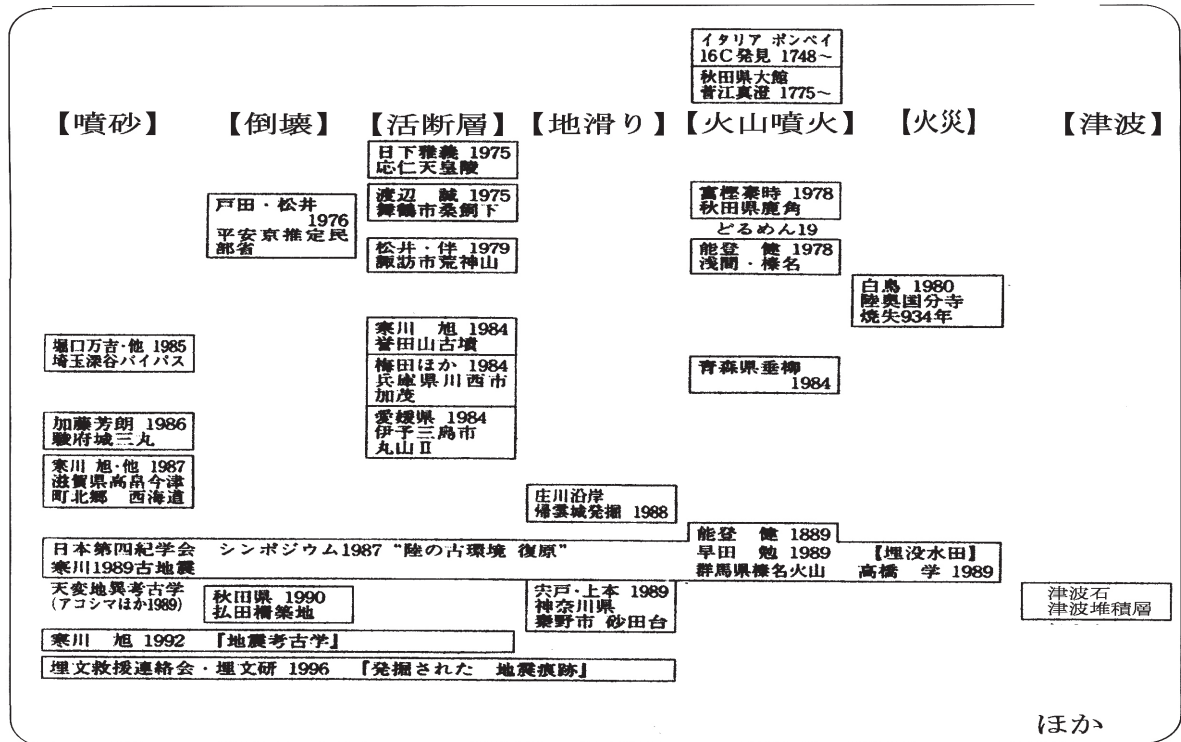 イタリア ポンペイ
16C発見 1748~
秋田県大館
菅江真澄 1775~
【噴砂】 【倒壊】 【活断層】 【地滑り】 【火山噴火】 【火災】 【津波】
日下雅義 1975
応仁天皇陵
渡辺 誠 1975
舞鶴市桑飼下
戸田・松井
1976
平安京推定民
部省
松井・伴 1979
諏訪市荒神山
富樫泰時 1978
秋田県鹿角
どるめん19
能登 健 1978
浅間・榛名
白鳥 1980
陸奥国分寺
焼失934年
寒川 旭 1984
誉田山古墳
梅田ほか 1984
兵庫県川西市
加茂
愛媛県 1984
伊予三島市
丸山Ⅱ
堀口万吉・他 1985
埼玉深谷バイパス
青森県垂柳
1984
加藤芳朗 1986
駿府城三丸
寒川 旭・他 1987
滋賀県高島今津
町北郷 西海道
庄川沿岸
帰雲城発掘 1988
日本第四紀学会 シンポジウム1987 “陸の古環境 復原”
寒川1989古地震
能登 健 1889
早田 勉 1989 【埋没水田】
群馬県榛名火山 高橋 学 1989
天変地異考古学
(アコシマほか1989)
秋田県 1990
払田柵築地
宍戸・上本 1989
神奈川県
秦野市 砂田台
津波石
津波堆積層
寒川 旭 1992 『地震考古学』
埋文救援連絡会・埋文研 1996 『発掘された 地震痕跡』
ほか